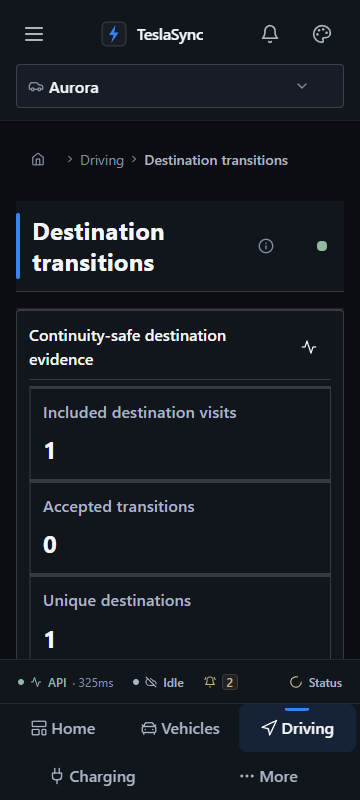 TeslaSync
Aurora
Driving
Destination transitions
Destination
transitions
Continuity-safe destination
evidence
Included destination visits
1
Accepted transitions
0
Unique destinations
1
API · 325ms
Idle
2
Status
Home
Vehicles
Driving
Charging
More